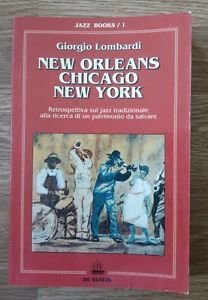 JAZZ BOOKS / 1
Giorgio Lombardi
NEW ORLEANS
CHICAGO
NEW YORK
Retrospettiva sul jazz tradizionale
alla ricerca di un patrimonio da salvare
DE RUBEIS